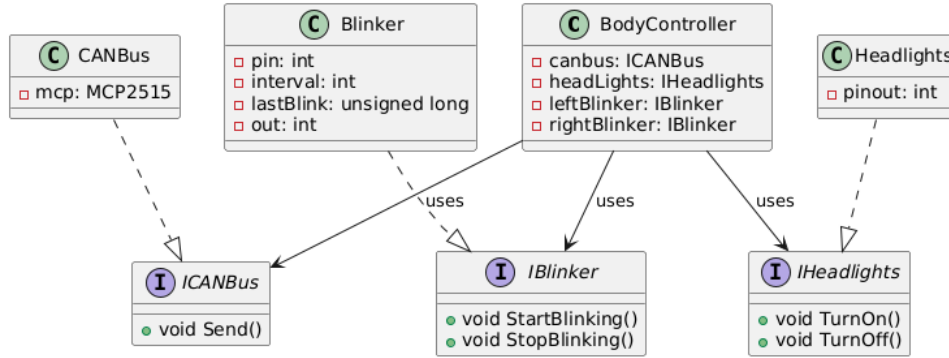 C CANBus
mcp: MCP2515
C Blinker
pin: int
interval: int
lastBlink: unsigned long
out: int
C BodyController
canbus: ICANBus
headLights: IHeadlights
leftBlinker: IBlinker
rightBlinker: IBlinker
C Headlights
pinout: int
uses
uses
uses
I ICANBus
void Send()
I IBlinker
void StartBlinking()
void StopBlinking()
I IHeadlights
void TurnOn()
void TurnOff()